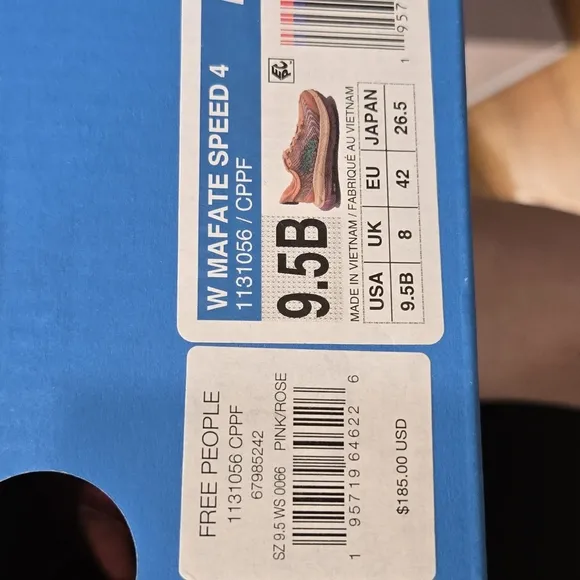 W MAFATE SPEED 4
1131056 / CPPF
9.5B
MADE IN VIETNAM / FABRIQUÉ AU VIETNAM
USA UK EU JAPAN
9.5B 8 42 26.5
1 957
FREE PEOPLE
1131056 CPPF
67985242
SZ 9.5 WS 0066 PINK/ROSE
1 95719 64622 6
$185.00 USD